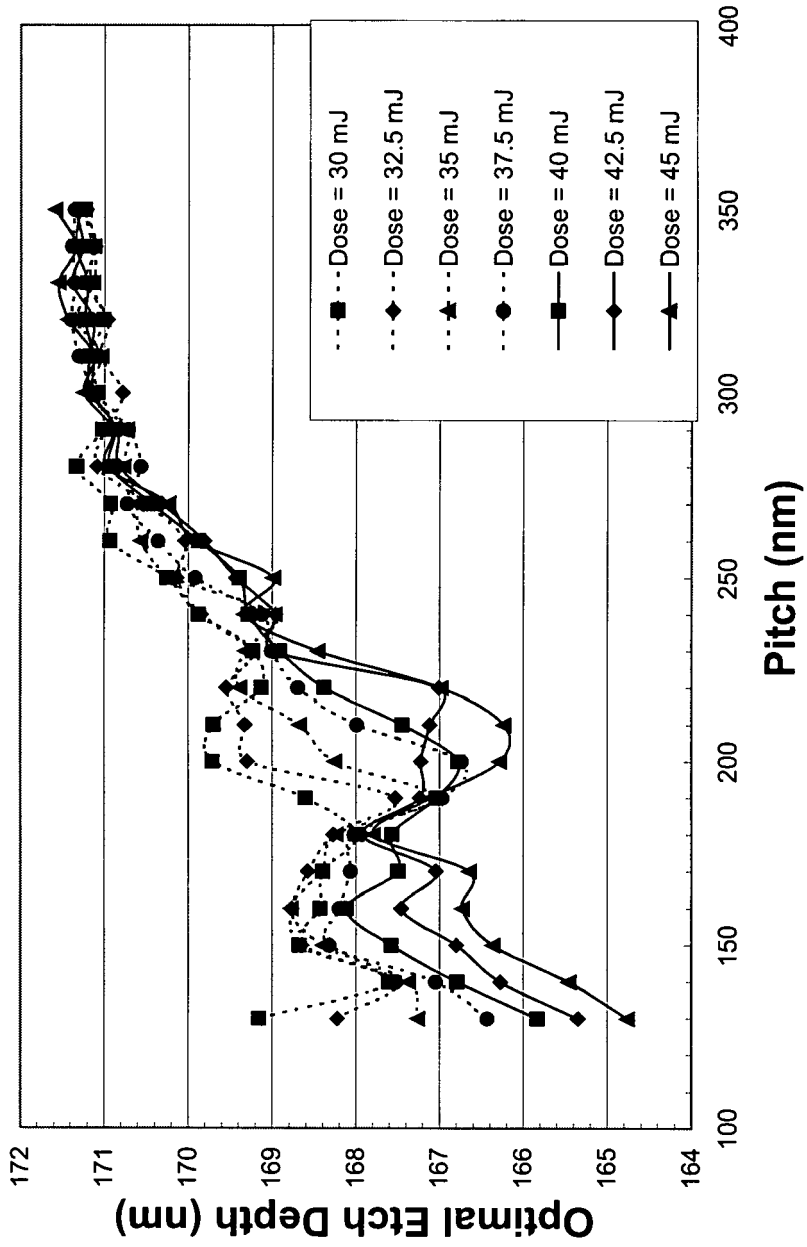 Optimal Etch Depth (nm)
172
171
170
169
168
167
166
165
164
100
150
200
250
300
350
400
Pitch (nm)
Dose = 30 mJ
Dose = 32.5 mJ
Dose = 35 mJ
Dose = 37.5 mJ
Dose = 40 mJ
Dose = 42.5 mJ
Dose = 45 mJ